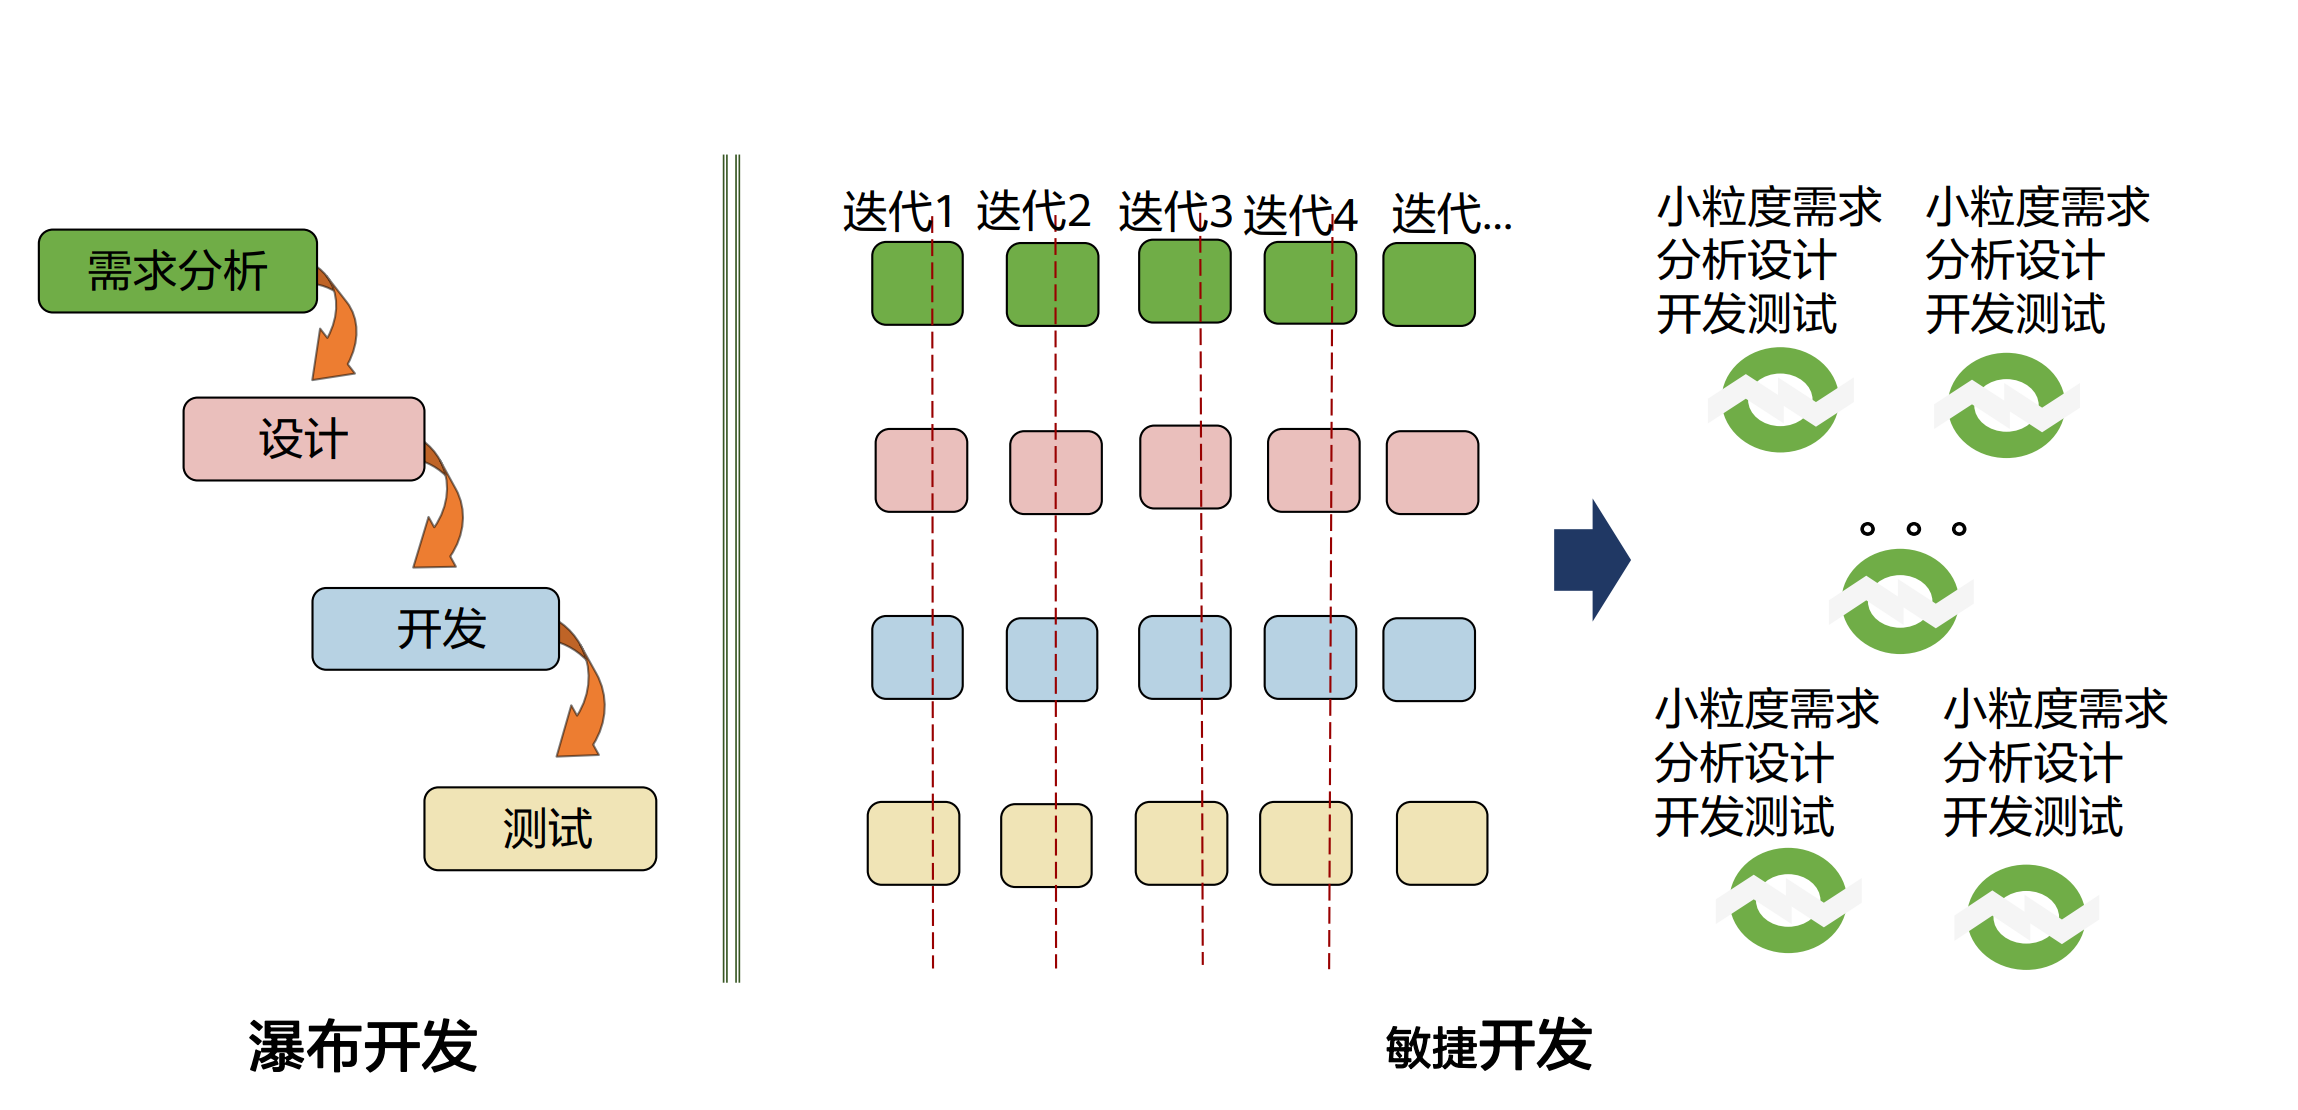 需求分析
设计
开发
测试
瀑布开发
迭代1
迭代2
迭代3
迭代4
迭代...
小粒度需求
分析设计
开发测试
小粒度需求
分析设计
开发测试
小粒度需求
分析设计
开发测试
小粒度需求
分析设计
开发测试
敏捷开发